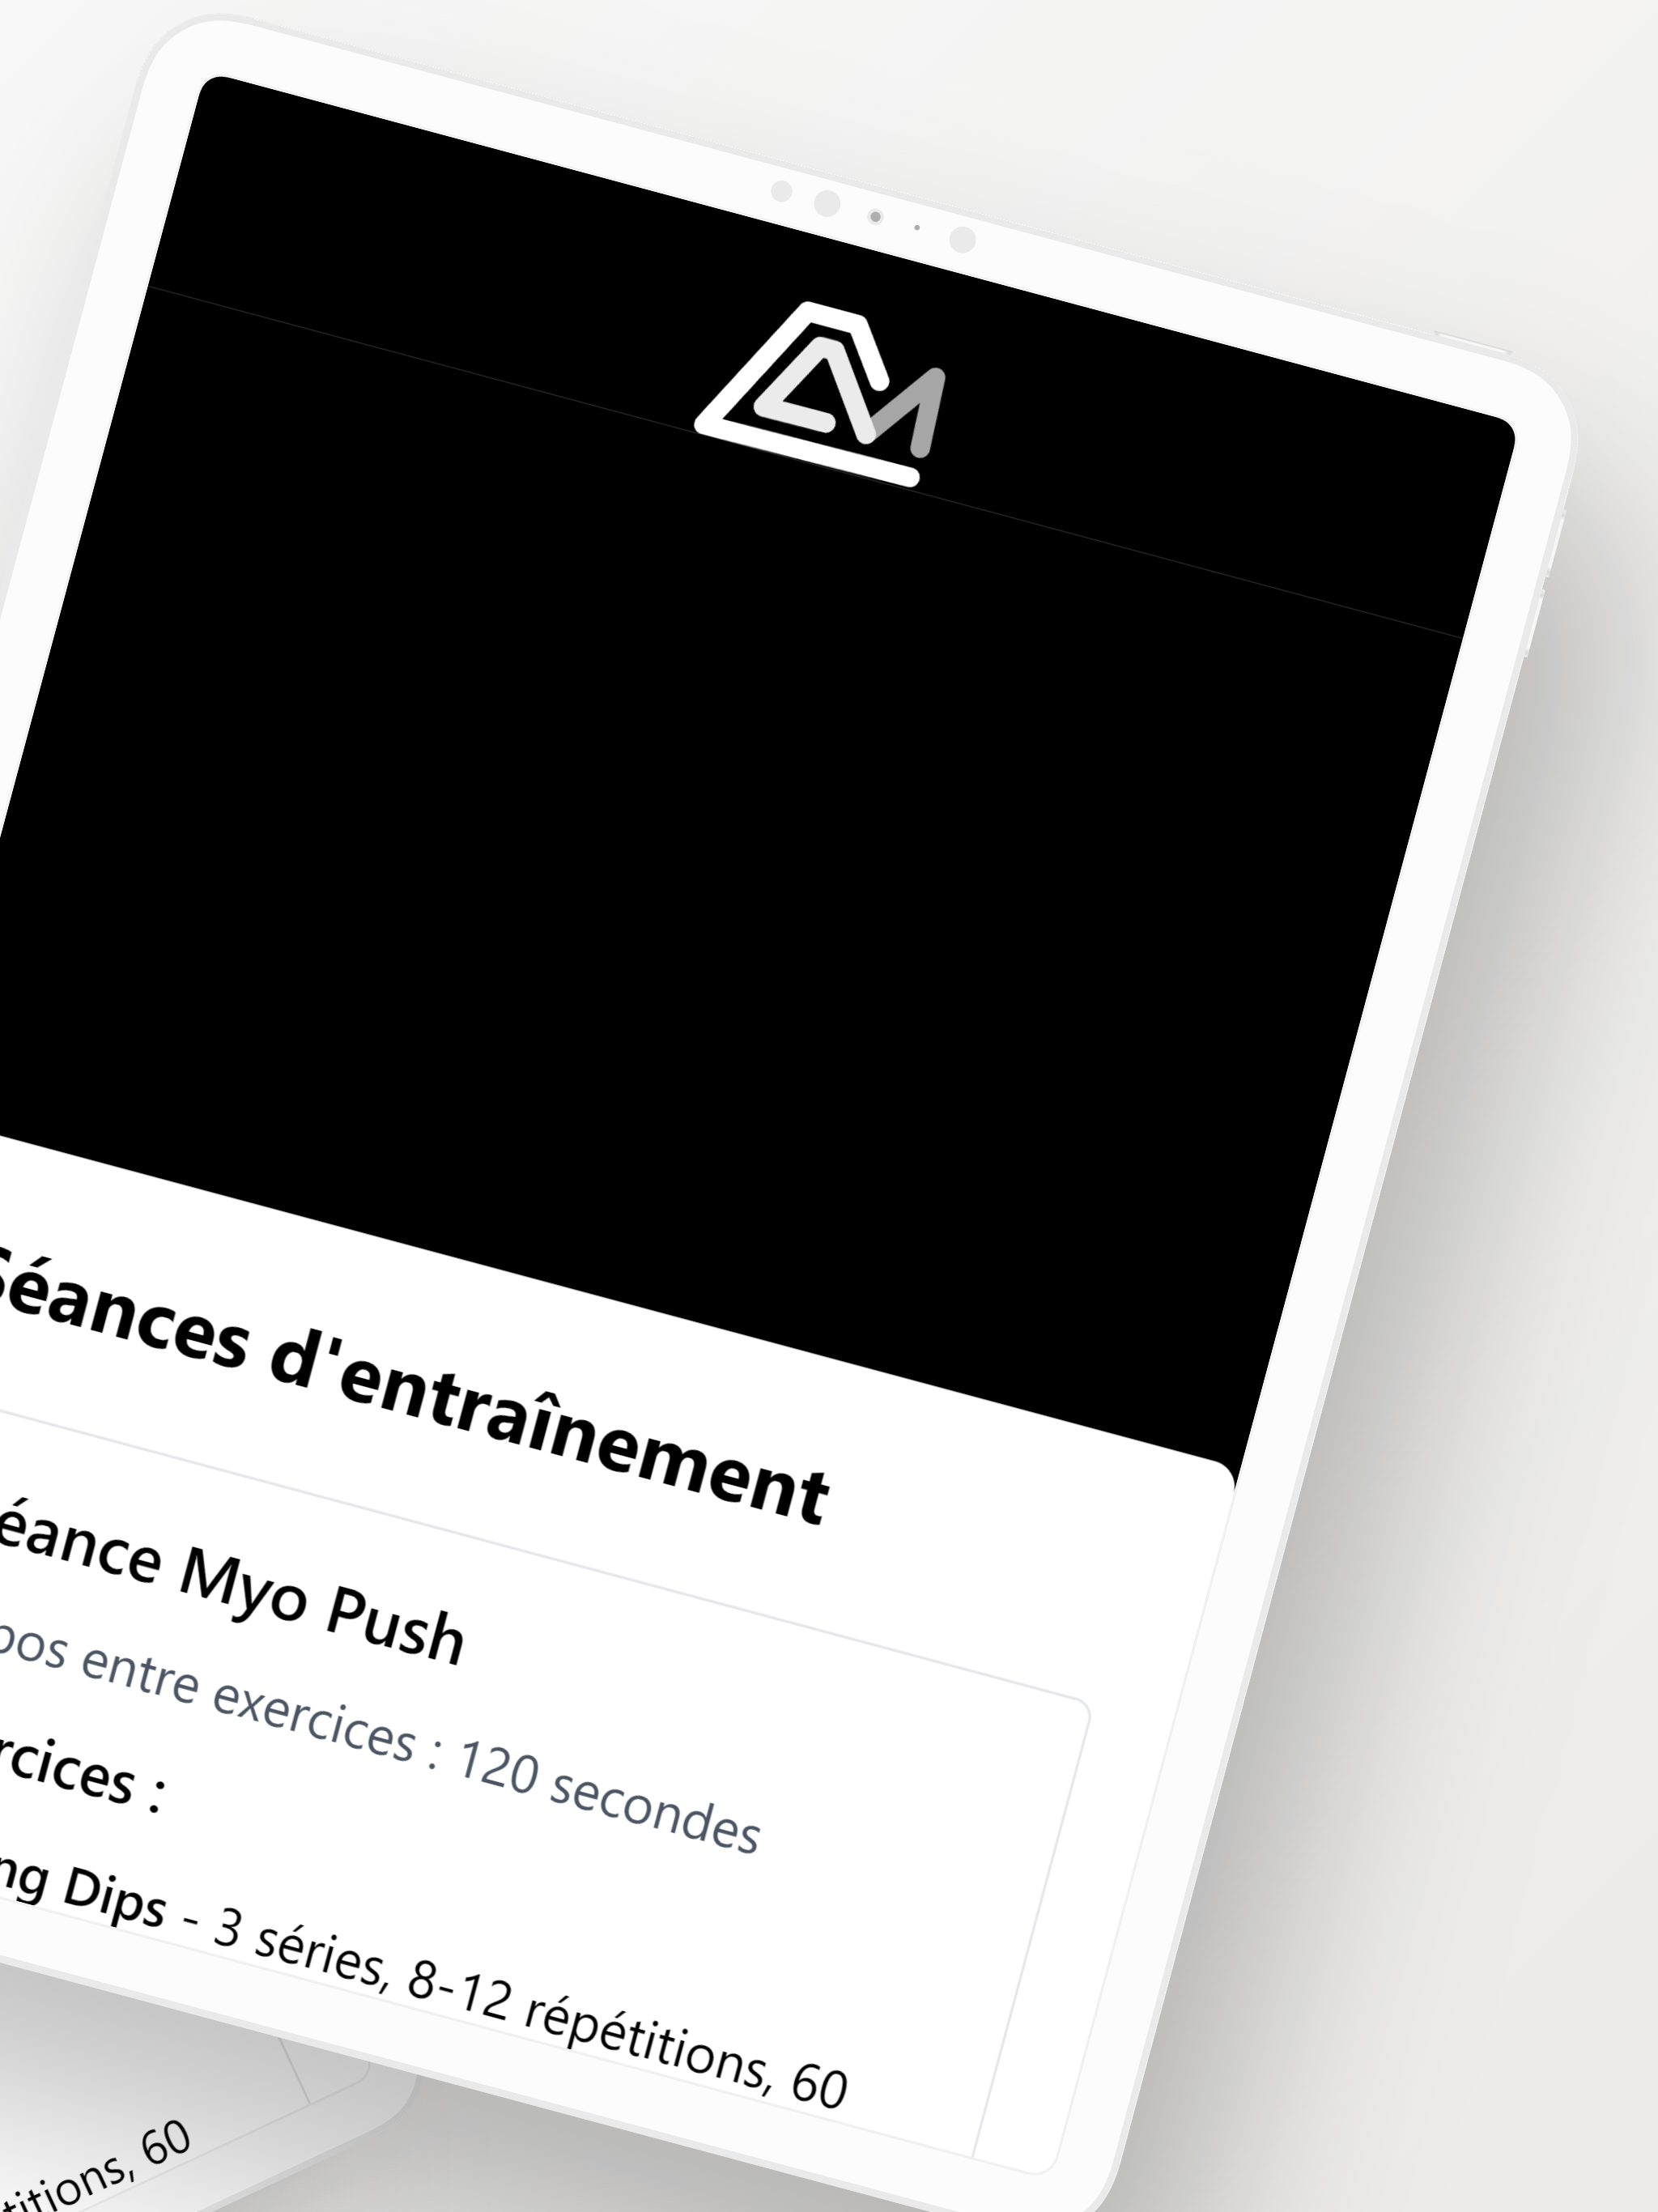 Séances d'entraînement
éance Myo Push
pos entre exercices : 120 secondes
rcices :
ng Dips - 3 séries, 8-12 répétitions, 60
titions, 60